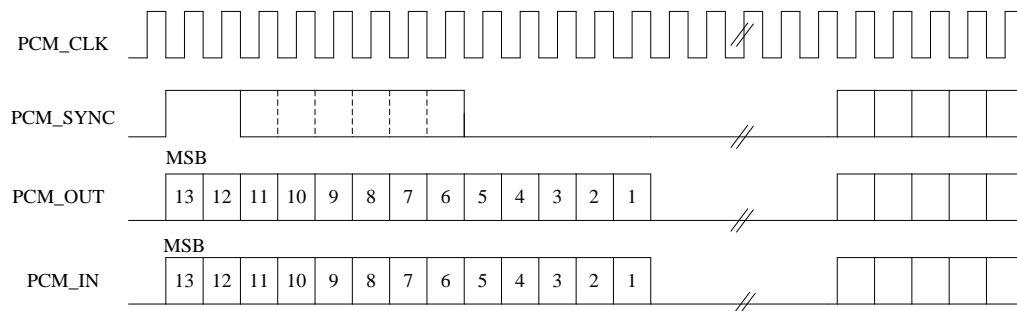 PCM_CLK
PCM_SYNC
MSB
PCM_OUT 13 12 11 10 9 8 7 6 5 4 3 2 1
MSB
PCM_IN 13 12 11 10 9 8 7 6 5 4 3 2 1